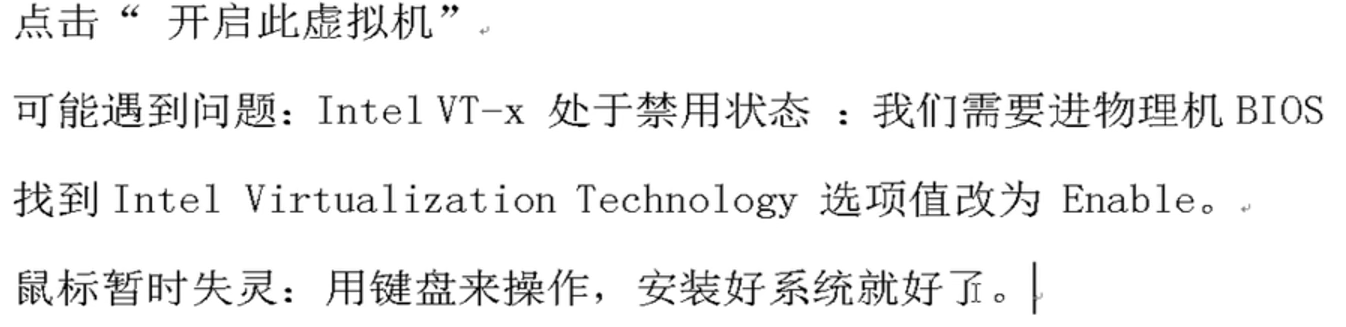 点击“ 开启此虚拟机”
可能遇到问题：Intel VT-x 处于禁用状态 ：我们需要进物理机 BIOS
找到 Intel Virtualization Technology 选项值改为 Enable。
鼠标暂时失灵：用键盘来操作，安装好系统就好了。